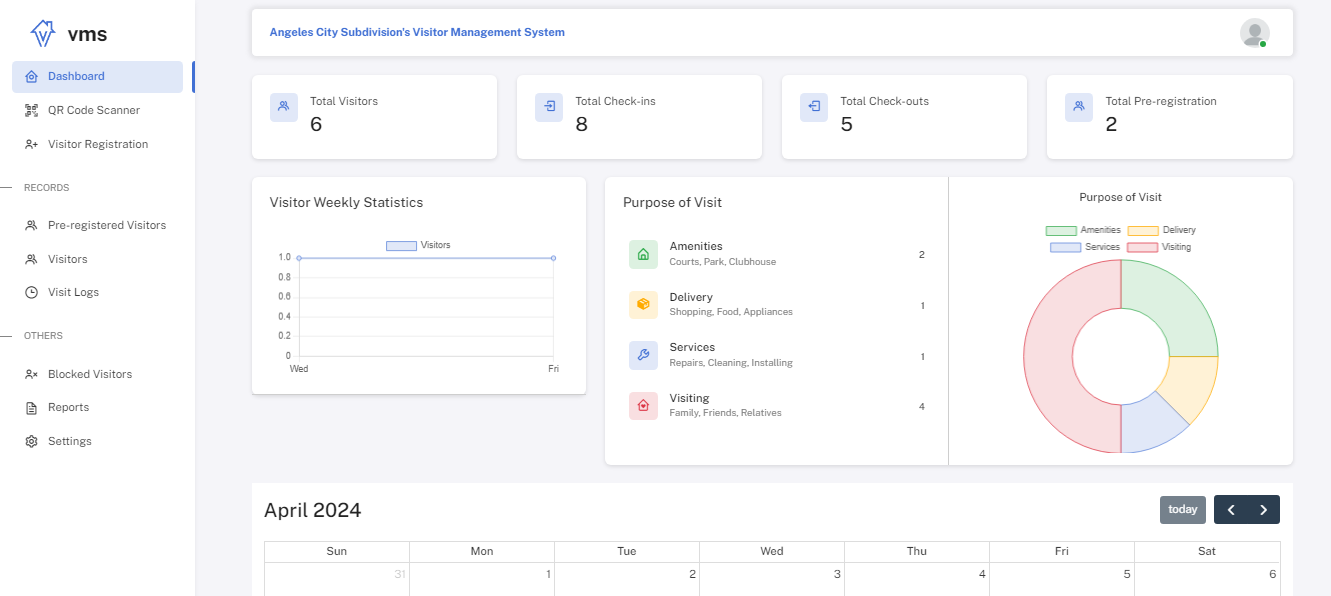 vms
Dashboard
QR Code Scanner
Visitor Registration
RECORDS
Pre-registered Visitors
Visitors
Visit Logs
OTHERS
Blocked Visitors
Reports
Settings
Angeles City Subdivision's Visitor Management System
Total Visitors
6
Total Check-ins
8
Total Check-outs
5
Total Pre-registration
2
Visitor Weekly Statistics
Visitors
1.0
0.8
0.6
0.4
0.2
0
Wed Fri
Purpose of Visit
Amenities
Courts, Park, Clubhouse
2
Delivery
Shopping, Food, Appliances
1
Services
Repairs, Cleaning, Installing
1
Visiting
Family, Friends, Relatives
4
Purpose of Visit
Amenities Delivery
Services Visiting
April 2024
today
Sun Mon Tue Wed Thu Fri Sat
31 1 2 3 4 5 6